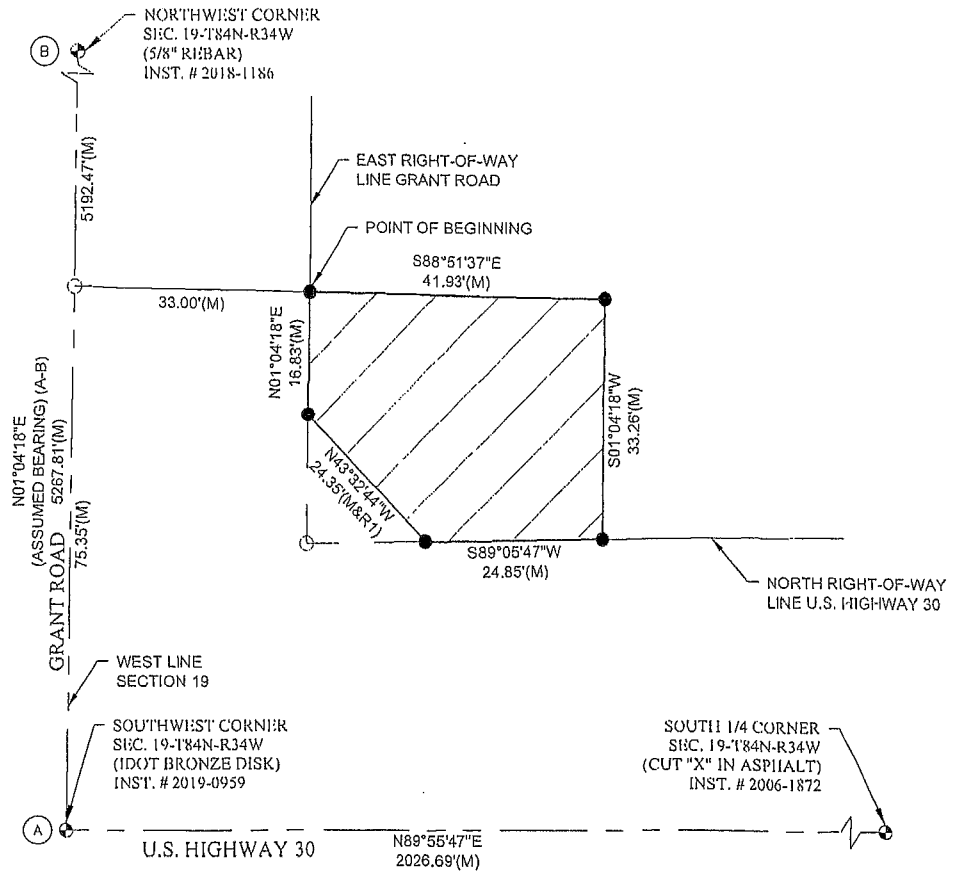 NORTHWEST CORNER
SEC. 19-T84N-R34W
(5/8" REBAR)
INST. # 2018-1186
B
5192.47'(M)
EAST RIGHT-OF-WAY
LINE GRANT ROAD
POINT OF BEGINNING
S88°51'37"E
41.93'(M)
33.00'(M)
N01°04'18"E
16.83'(M)
S01°04'18"W
33.26'(M)
N43°32'44"W
24.35'(M&R1)
S89°05'47"W
24.85'(M)
NORTH RIGHT-OF-WAY
LINE U.S. HIGHWAY 30
N01°04'18"E
(ASSUMED BEARING) (A-B)
5267.81'(M)
75.35'(M)
GRANT ROAD
WEST LINE
SECTION 19
SOUTHWEST CORNER
SEC. 19-T84N-R34W
(IDOT BRONZE DISK)
INST. # 2019-0959
SOUTH 1/4 CORNER
SEC. 19-T84N-R34W
(CUT "X" IN ASPHALT)
INST. # 2006-1872
A
U.S. HIGHWAY 30
N89°55'47"E
2026.69'(M)